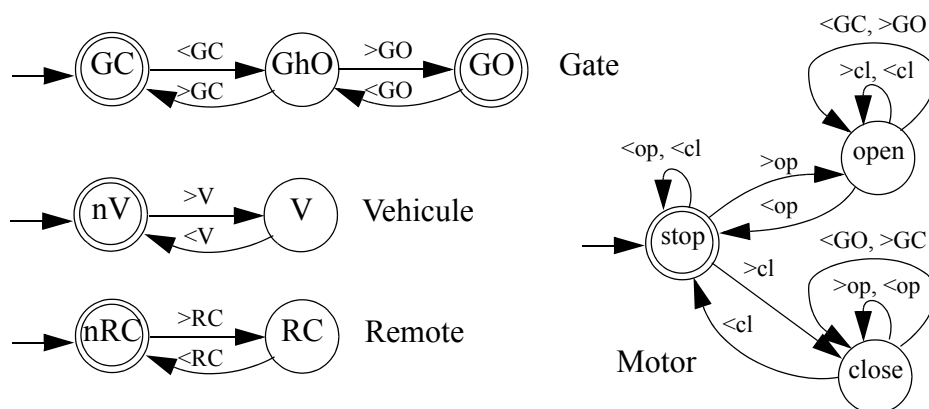 <GC >GO
GC GhO GO Gate
>GC <GO
<GC, >GO
>cl, <cl
open
<op, <cl
>op
<op
stop
>V
nV V Vehicule
<V
<GO, >GC
>cl
>op, <op
>RC
nRC RC Remote
<RC
<cl
close
Motor